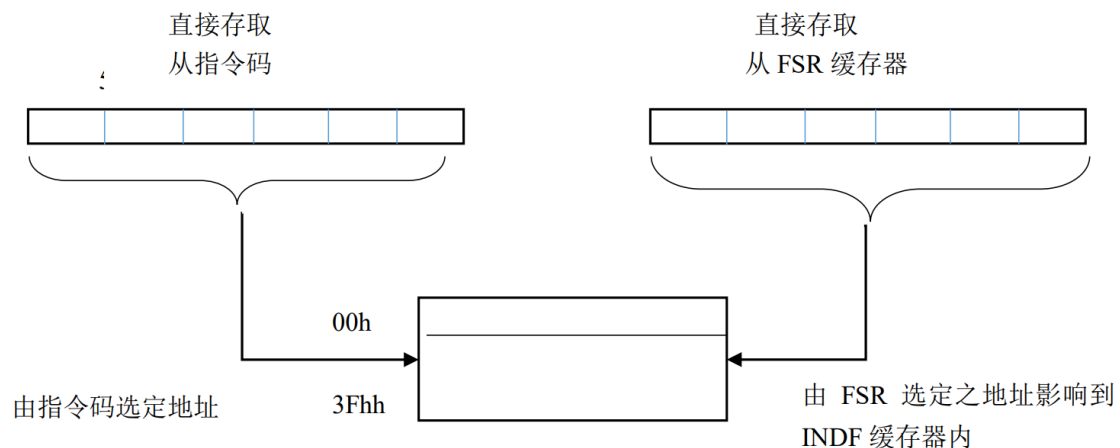 直接存取
从指令码
直接存取
从 FSR 缓存器
00h
3Fhh
由指令码选定地址
由 FSR 选定之地址影响到
INDF 缓存器内